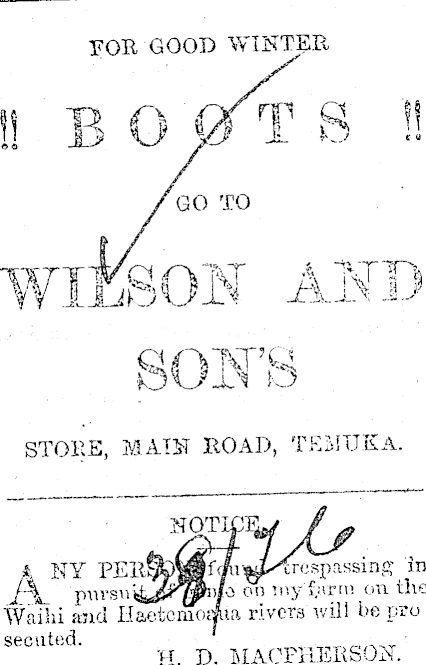 FOR GOOD WINTER
!! BOOTS !!
GO TO
WILSON AND
SON'S
STORE, MAIN ROAD, TEMUKA.
NOTICE.
ANY PERSON found trespassing in
pursuit of game on my farm on the
Waihi and Haetemoana rivers will be pro
secuted.
H. D. MACPHERSON.